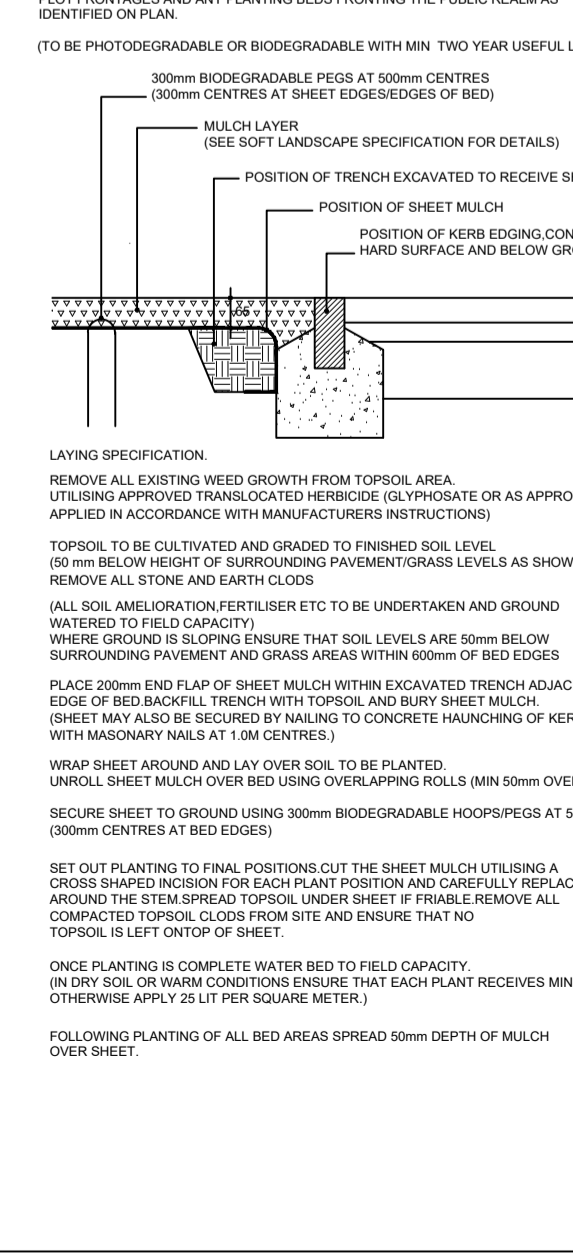 PLOT FRONTAGES AND ANY PLANTING BEDS FRONTING THE PUBLIC REALM AS
IDENTIFIED ON PLAN.
(TO BE PHOTODEGRADABLE OR BIODEGRADABLE WITH MIN TWO YEAR USEFUL L
300mm BIODEGRADABLE PEGS AT 500mm CENTRES
(300mm CENTRES AT SHEET EDGES/EDGES OF BED)
MULCH LAYER
(SEE SOFT LANDSCAPE SPECIFICATION FOR DETAILS)
POSITION OF TRENCH EXCAVATED TO RECEIVE SH
POSITION OF SHEET MULCH
POSITION OF KERB EDGING,CON
HARD SURFACE AND BELOW GRO
65
LAYING SPECIFICATION.
REMOVE ALL EXISTING WEED GROWTH FROM TOPSOIL AREA.
UTILISING APPROVED TRANSLOCATED HERBICIDE (GLYPHOSATE OR AS APPRO
APPLIED IN ACCORDANCE WITH MANUFACTURERS INSTRUCTIONS)
TOPSOIL TO BE CULTIVATED AND GRADED TO FINISHED SOIL LEVEL
(50 mm BELOW HEIGHT OF SURROUNDING PAVEMENT/GRASS LEVELS AS SHOW
REMOVE ALL STONE AND EARTH CLODS
(ALL SOIL AMELIORATION,FERTILISER ETC TO BE UNDERTAKEN AND GROUND
WATERED TO FIELD CAPACITY)
WHERE GROUND IS SLOPING ENSURE THAT SOIL LEVELS ARE 50mm BELOW
SURROUNDING PAVEMENT AND GRASS AREAS WITHIN 600mm OF BED EDGES
PLACE 200mm END FLAP OF SHEET MULCH WITHIN EXCAVATED TRENCH ADJAC
EDGE OF BED.BACKFILL TRENCH WITH TOPSOIL AND BURY SHEET MULCH.
(SHEET MAY ALSO BE SECURED BY NAILING TO CONCRETE HAUNCHING OF KER
WITH MASONARY NAILS AT 1.0M CENTRES.)
WRAP SHEET AROUND AND LAY OVER SOIL TO BE PLANTED.
UNROLL SHEET MULCH OVER BED USING OVERLAPPING ROLLS (MIN 50mm OVE
SECURE SHEET TO GROUND USING 300mm BIODEGRADABLE HOOPS/PEGS AT 5
(300mm CENTRES AT BED EDGES)
SET OUT PLANTING TO FINAL POSITIONS.CUT THE SHEET MULCH UTILISING A
CROSS SHAPED INCISION FOR EACH PLANT POSITION AND CAREFULLY REPLAC
AROUND THE STEM.SPREAD TOPSOIL UNDER SHEET IF FRIABLE.REMOVE ALL
COMPACTED TOPSOIL CLODS FROM SITE AND ENSURE THAT NO
TOPSOIL IS LEFT ONTOP OF SHEET.
ONCE PLANTING IS COMPLETE WATER BED TO FIELD CAPACITY.
(IN DRY SOIL OR WARM CONDITIONS ENSURE THAT EACH PLANT RECEIVES MIN
OTHERWISE APPLY 25 LIT PER SQUARE METER.)
FOLLOWING PLANTING OF ALL BED AREAS SPREAD 50mm DEPTH OF MULCH
OVER SHEET.